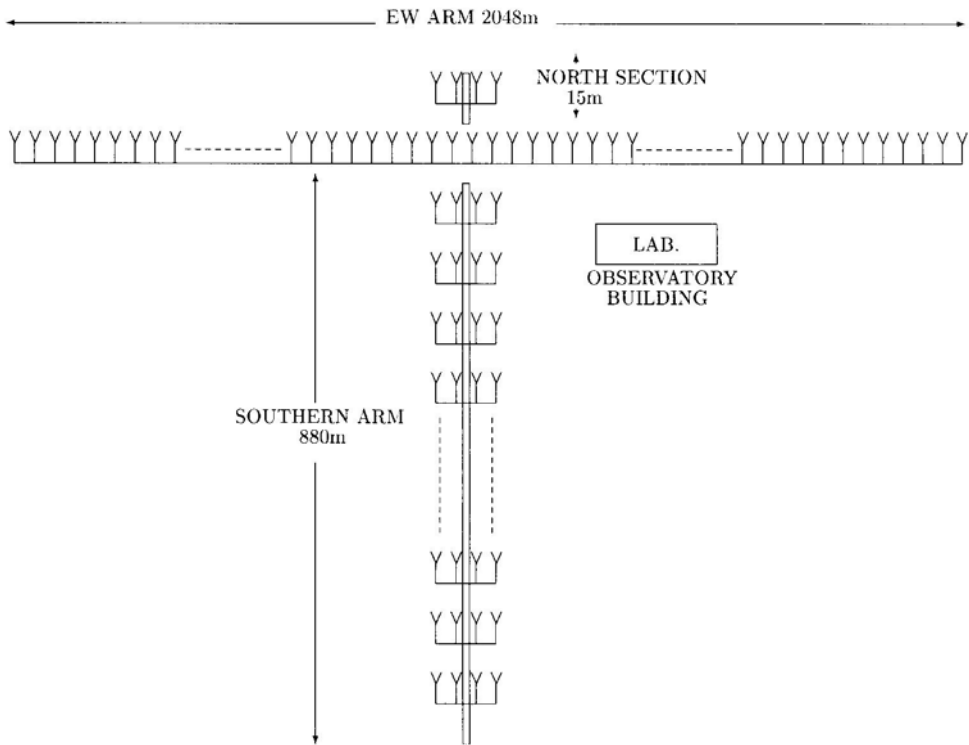 EW ARM 2048m
NORTH SECTION
15m
LAB.
OBSERVATORY
BUILDING
SOUTHERN ARM
880m